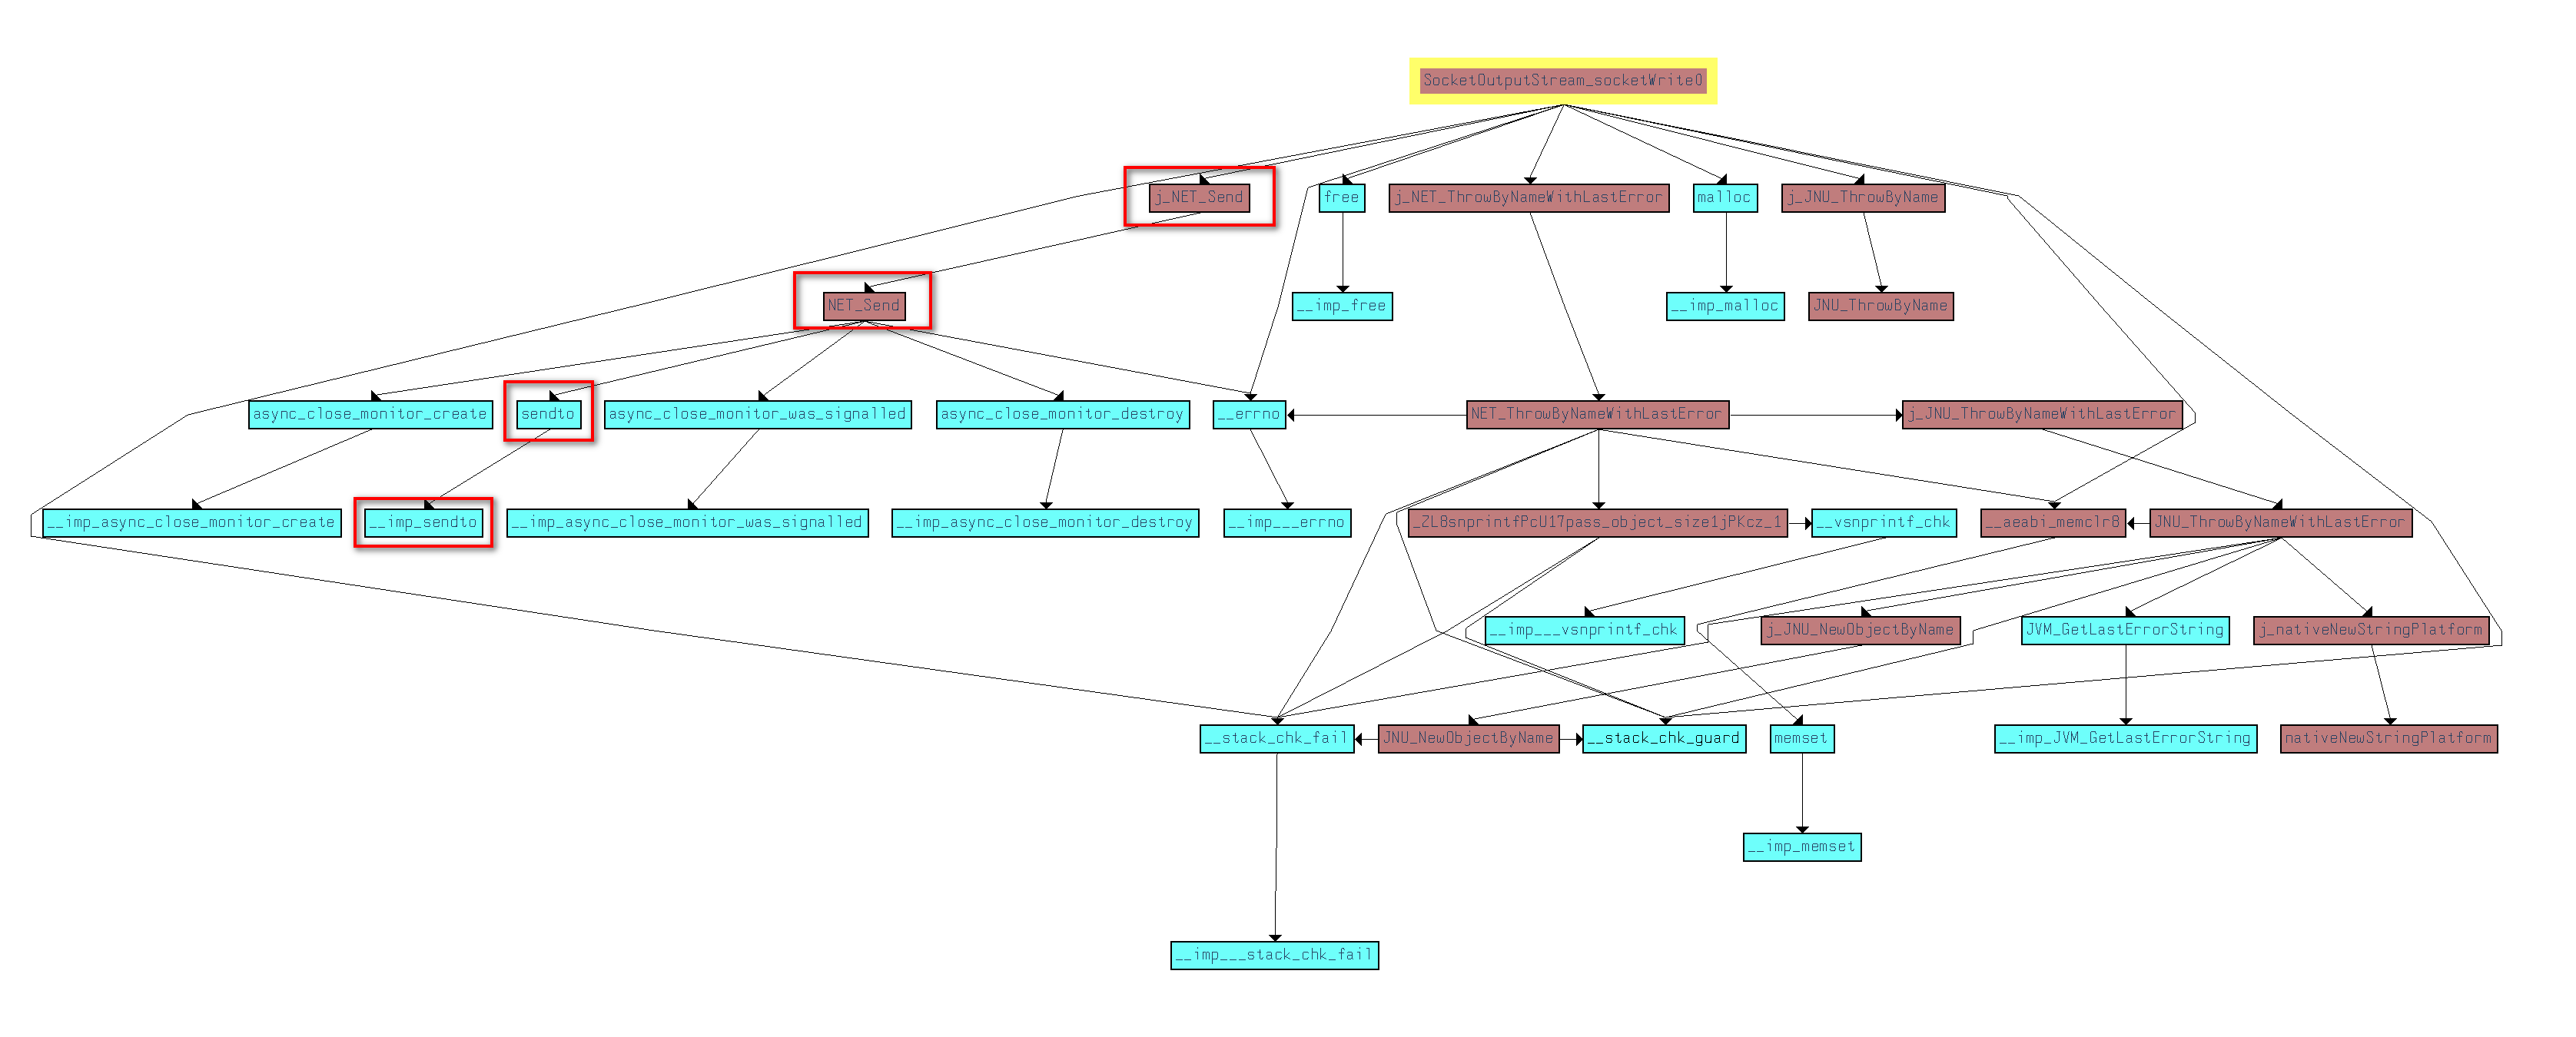 SocketOutputStream_socketWrite0
j_NET_Send
free
j_NET_ThrowByNameWithLastError
malloc
j_JNU_ThrowByName
NET_Send
__imp_free
__imp_malloc
JNU_ThrowByName
async_close_monitor_create
sendto
async_close_monitor_was_signalled
async_close_monitor_destroy
__errno
NET_ThrowByNameWithLastError
j_JNU_ThrowByNameWithLastError
__imp_async_close_monitor_create
__imp_sendto
__imp_async_close_monitor_was_signalled
__imp_async_close_monitor_destroy
__imp___errno
_ZL8snprintfPcU17pass_object_size1jPKcz_1
__vsnprintf_chk
__aeabi_memclr8
JNU_ThrowByNameWithLastError
__imp___vsnprintf_chk
j_JNU_NewObjectByName
JVM_GetLastErrorString
j_nativeNewStringPlatform
__stack_chk_fail
JNU_NewObjectByName
__stack_chk_guard
memset
__imp_JVM_GetLastErrorString
nativeNewStringPlatform
__imp_memset
__imp___stack_chk_fail